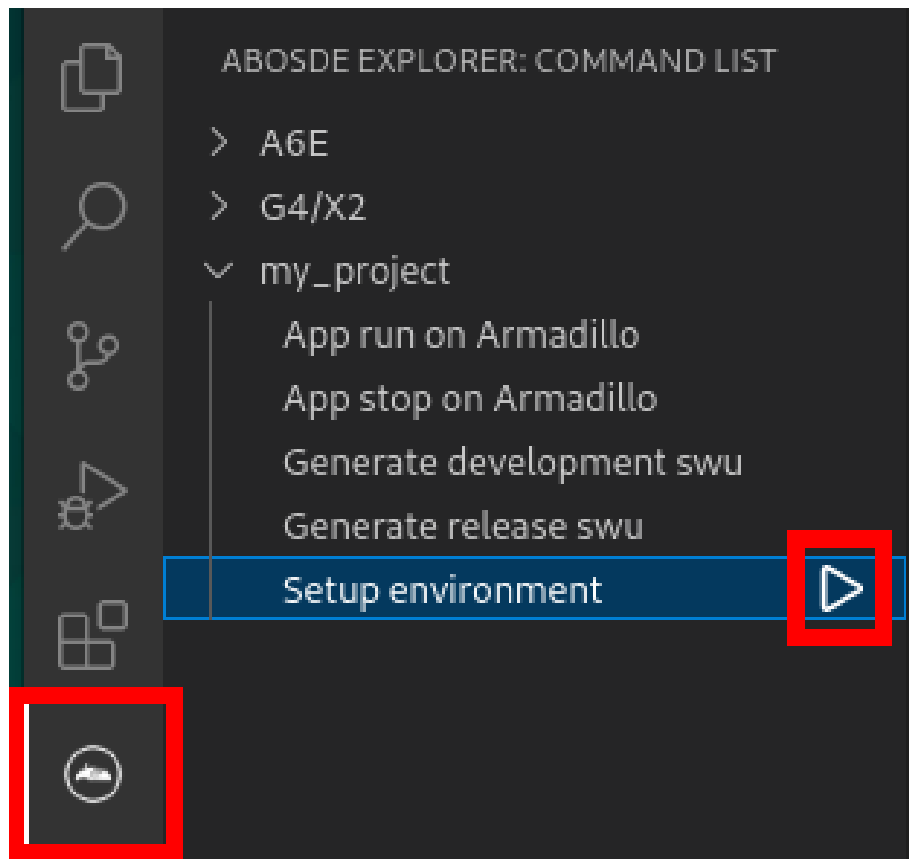 ABOSDE EXPLORER: COMMAND LIST
A6E
G4/X2
my_project
App run on Armadillo
App stop on Armadillo
Generate development swu
Generate release swu
Setup environment